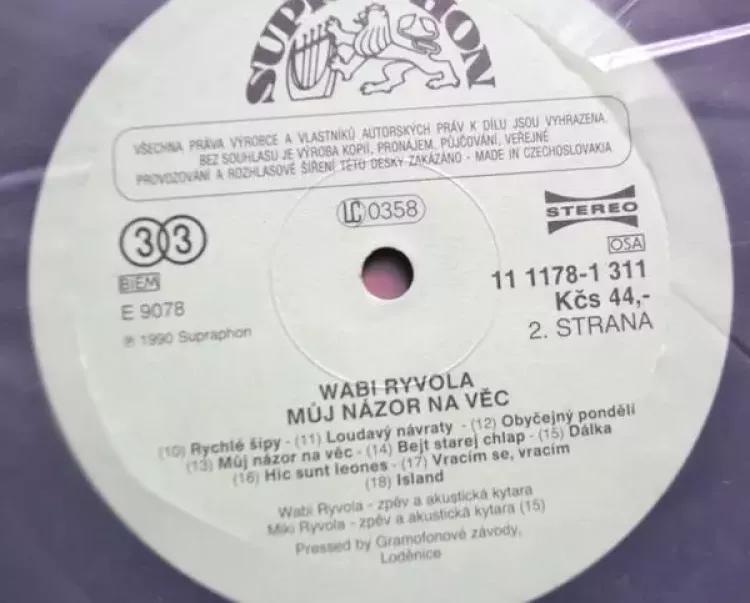 SUPRAPHON
VŠECHNA PRÁVA VÝROBCE A VLASTNÍKŮ AUTORSKÝCH PRÁV K DÍLU JSOU VYHRAZENA.
BEZ SOUHLASU JE VÝROBA KOPIÍ, PRONÁJEM, PŮJČOVÁNÍ, VEŘEJNÉ
PROVOZOVÁNÍ A ROZHLASOVÉ ŠÍŘENÍ TÉTO DESKY ZAKÁZÁNO - MADE IN CZECHOSLOVAKIA
33
LC 0358
STEREO
OSA
BIEM
11 1178-1 311
E 9078
Kčs 44,-
℗ 1990 Supraphon
2. STRANA
WABI RYVOLA
MŮJ NÁZOR NA VĚC
(10) Rychlé šípy - (11) Loudavý návraty - (12) Obyčejný pondělí
(13) Můj názor na věc - (14) Bejt starej chlap - (15) Dálka
(16) Hic sunt leones - (17) Vracím se, vracím
(18) Island
Wabi Ryvola - zpěv a akustická kytara
Miki Ryvola - zpěv a akustická kytara (15)
Pressed by Gramofonové závody,
Loděnice